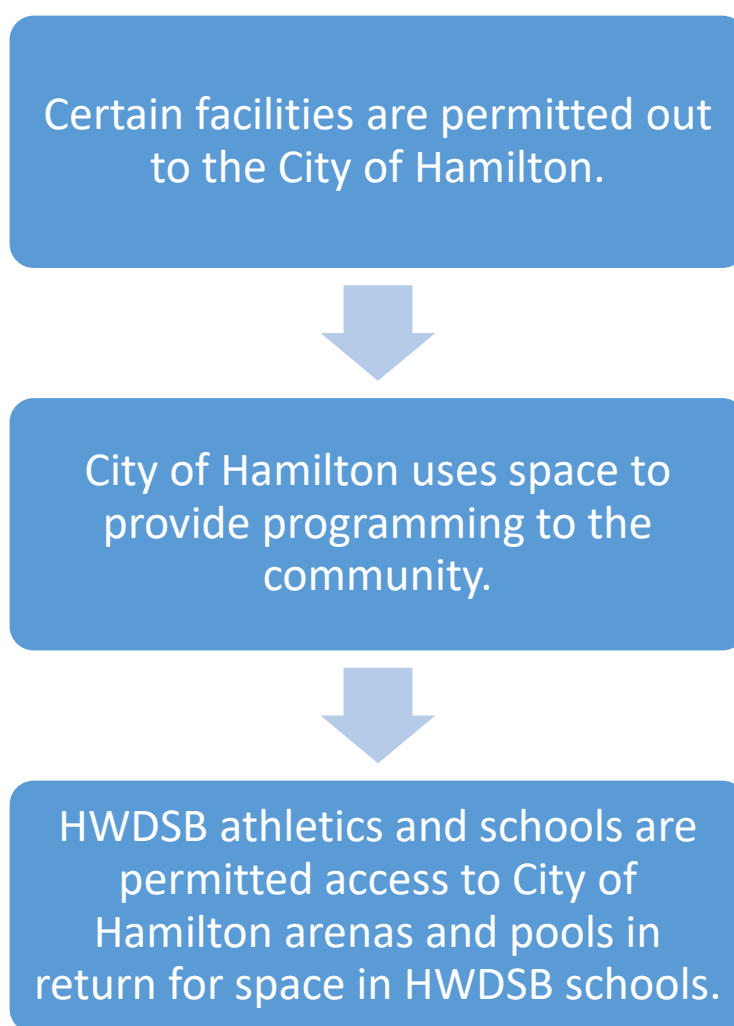 Certain facilities are permitted out
to the City of Hamilton.
City of Hamilton uses space to
provide programming to the
community.
HWDSB athletics and schools are
permitted access to City of
Hamilton arenas and pools in
return for space in HWDSB schools.